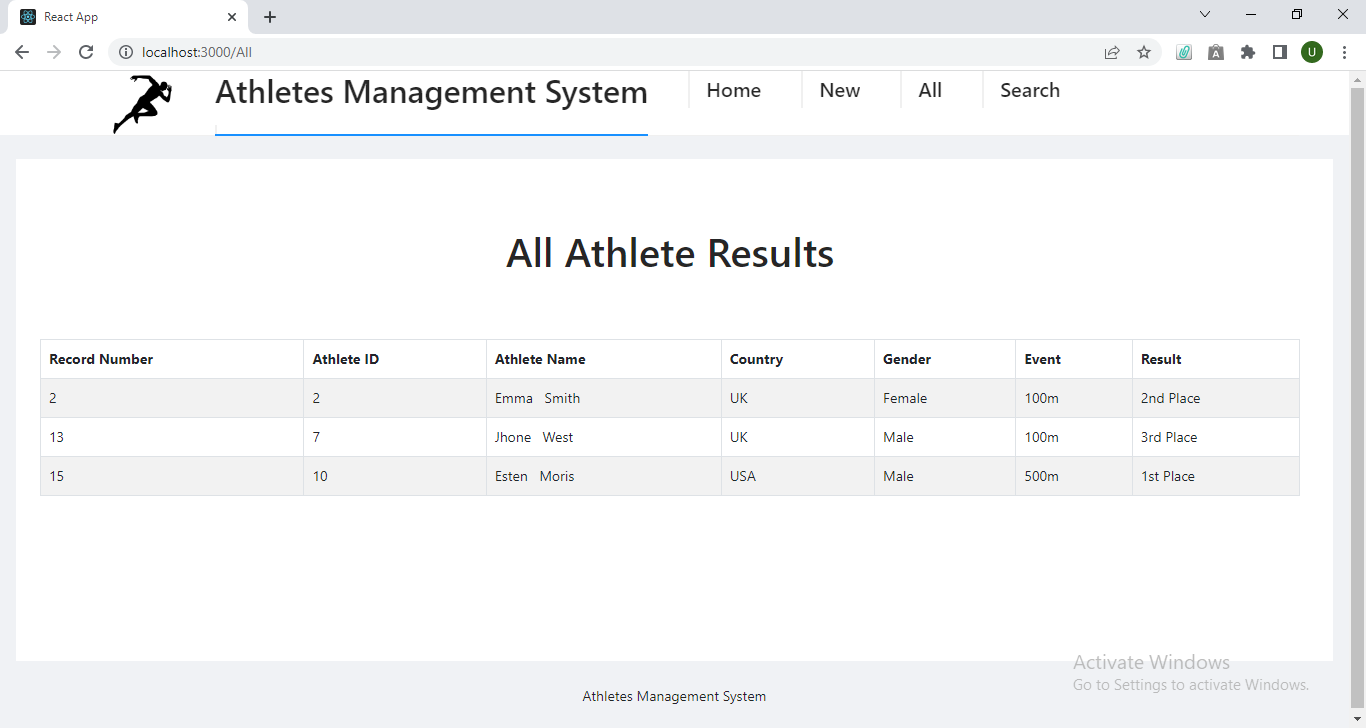 React App
localhost:3000/All
A
U
Athletes Management System Home New All Search
All Athlete Results
Record Number Athlete ID Athlete Name Country Gender Event Result
2 2 Emma Smith UK Female 100m 2nd Place
13 7 Jhone West UK Male 100m 3rd Place
15 10 Esten Moris USA Male 500m 1st Place
Activate Windows
Go to Settings to activate Windows.
Athletes Management System